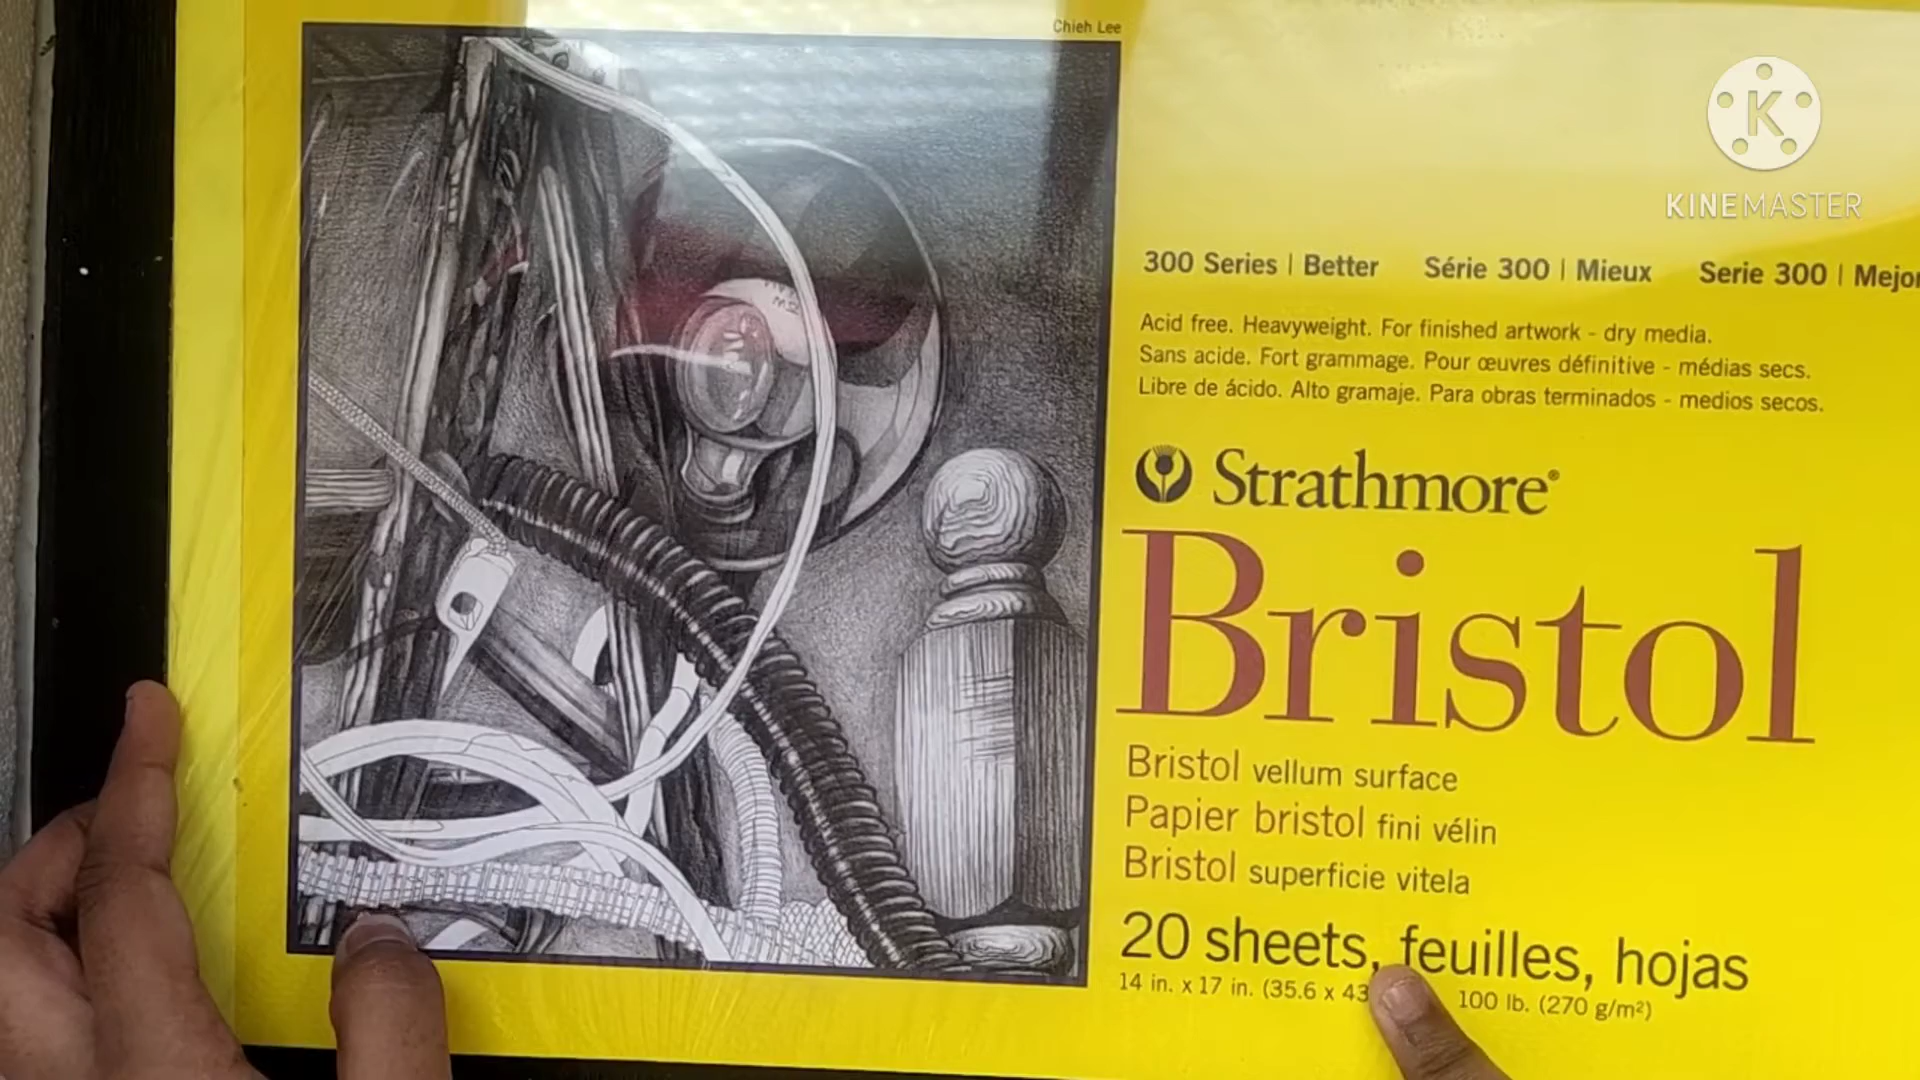 Chieh Lee
K
KINEMASTER
300 Series | Better Série 300 | Mieux Serie 300 | Mejor
Acid free. Heavyweight. For finished artwork - dry media.
Sans acide. Fort grammage. Pour œuvres définitive - médias secs.
Libre de ácido. Alto gramaje. Para obras terminados - medios secos.
Strathmore®
Bristol
Bristol vellum surface
Papier bristol fini vélin
Bristol superficie vitela
20 sheets, feuilles, hojas
14 in. x 17 in. (35.6 x 43 100 lb. (270 g/m²)